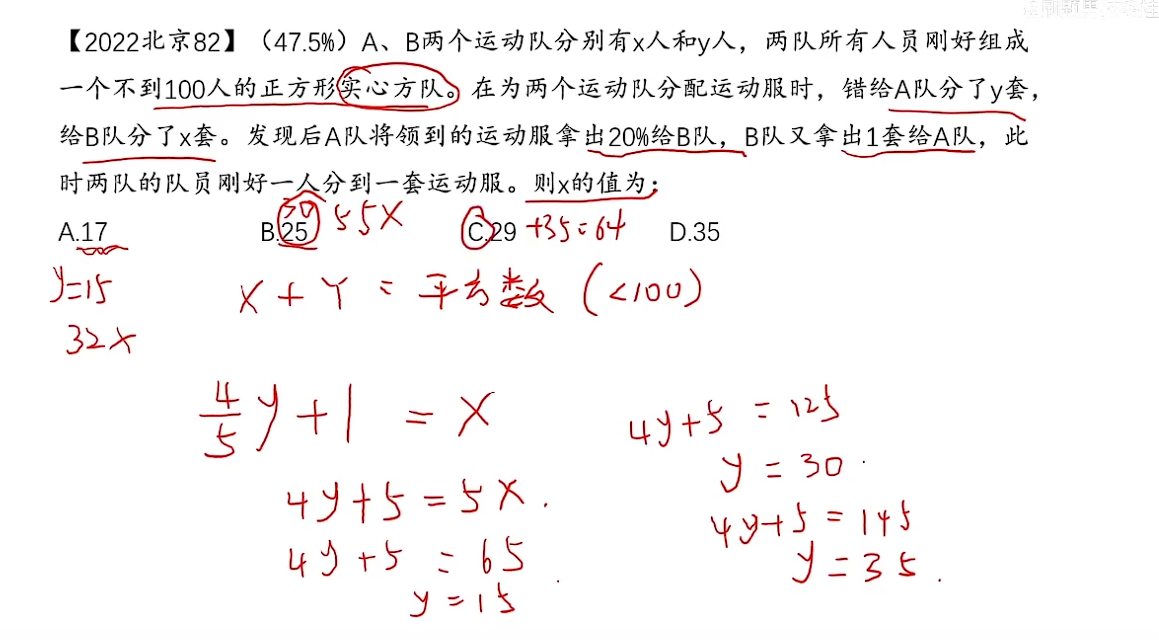 【2022北京82】（47.5%）A、B两个运动队分别有x人和y人，两队所有人员刚好组成
一个不到100人的正方形实心方队。在为两个运动队分配运动服时，错给A队分了y套，
给B队分了x套。发现后A队将领到的运动服拿出20%给B队，B队又拿出1套给A队，此
时两队的队员刚好一人分到一套运动服。则x的值为：
30 55X
A.17 B.25 C.29 +35=64 D.35
y=15
X + Y = 平方数 (<100)
32X
4/5 y + 1 = X
4y+5 = 125
y = 30
4y+5 = 5X.
4y+5 = 145
4y+5 = 65
y = 35.
y = 15